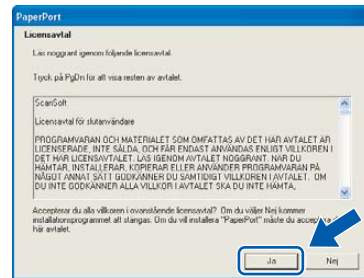 PaperPort
Licensavtal
Läs noggrant igenom följande licensavtal.
Tryck på PgDn för att visa resten av avtalet.
ScanSoft
Licensavtal för slutanvändare
PROGRAMVARAN OCH MATERIALET SOM OMFATTAS AV DET HÄR AVTALET ÄR
LICENSERADE, INTE SÅLDA, OCH FÅR ENDAST ANVÄNDAS ENLIGT VILLKOREN I
DET HÄR LICENSAVTALET. LÄS IGENOM AVTALET NOGGRANT. NÄR DU
HÄMTAR, INSTALLERAR, KOPIERAR ELLER ANVÄNDER PROGRAMVARAN PÅ
NÅGOT ANNAT SÄTT GODKÄNNER DU SAMTIDIGT VILLKOREN I AVTALET. OM
DU INTE GODKÄNNER ALLA VILLKOR I AVTALET SKA DU INTE HÄMTA,
Accepterar du alla villkoren i ovanstående licensavtal? Om du väljer Nej kommer
installationsprogrammet att stängas. Om du vill installera "PaperPort" måste du acceptera
här avtalet.
Ja
Nej